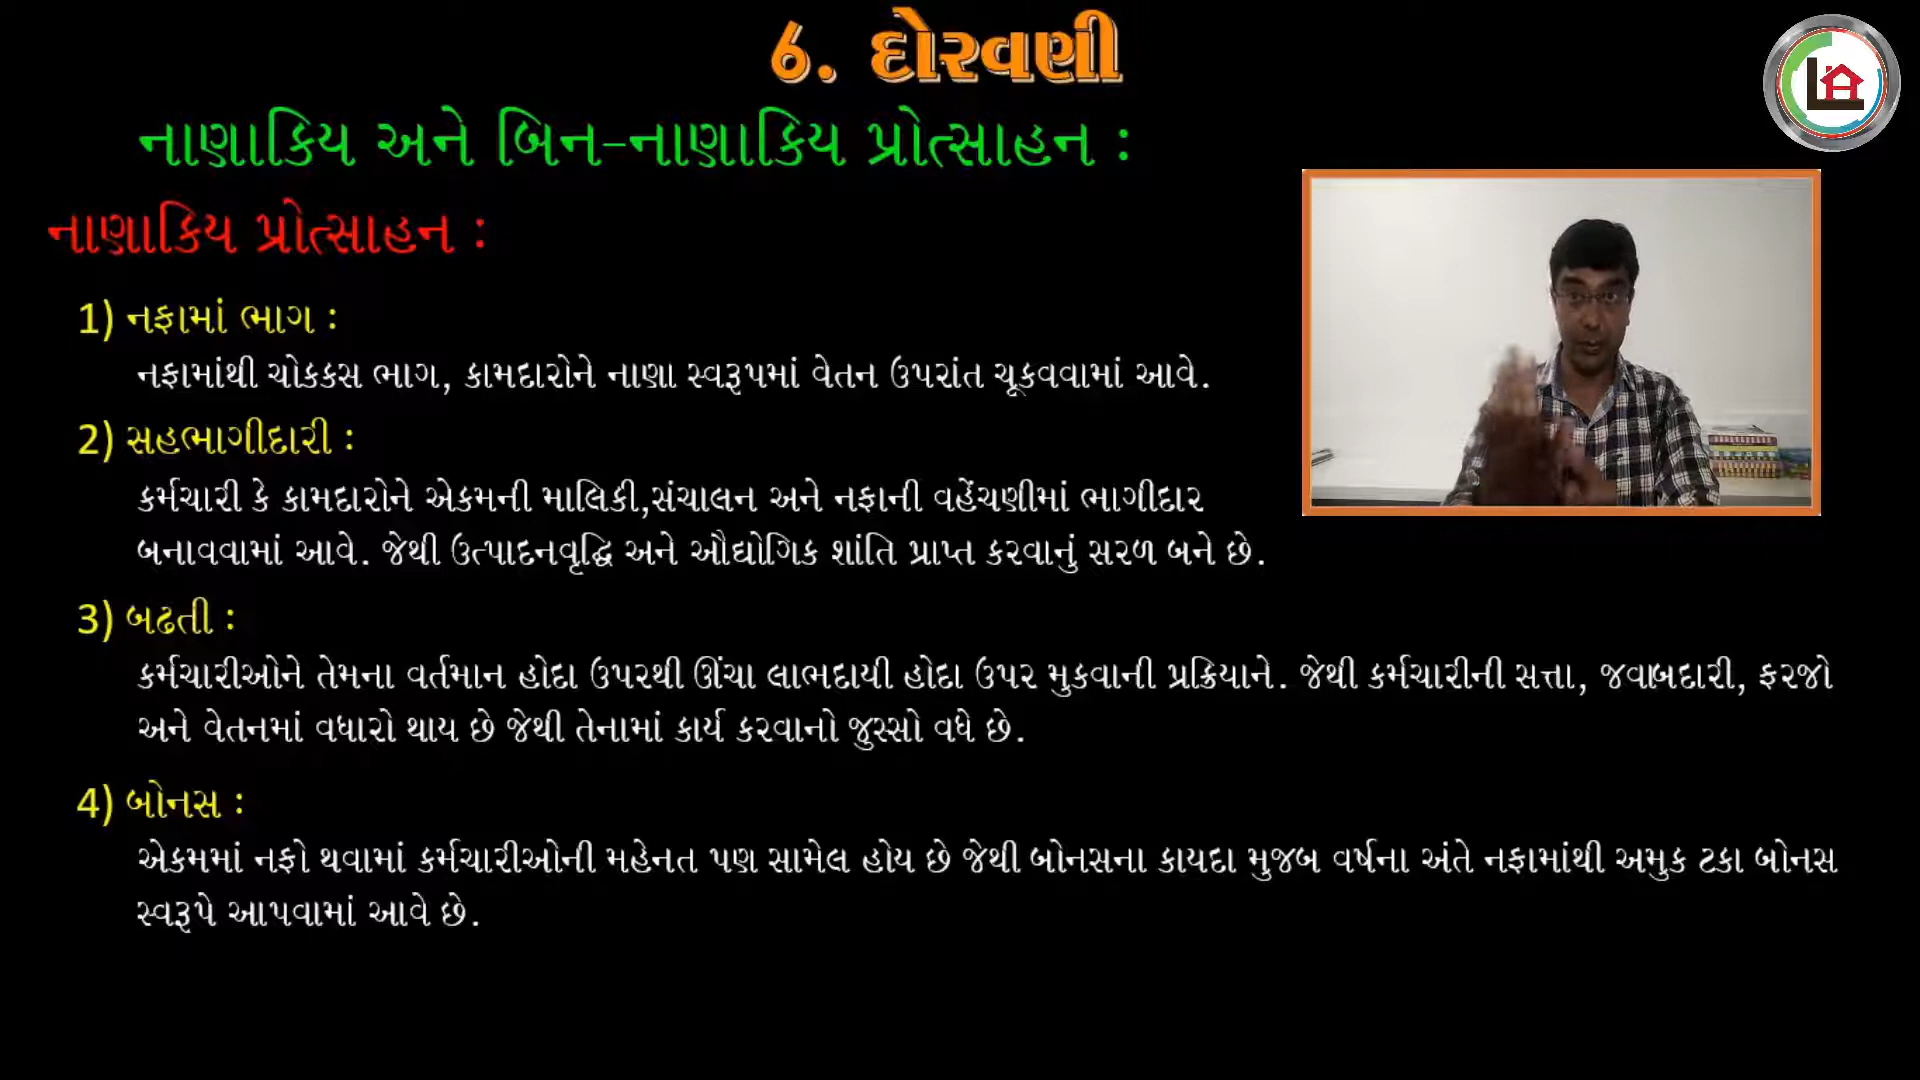 6. દોરવણી
નાણાકિય અને બિન-નાણાકિય પ્રોત્સાહન :
નાણાકિય પ્રોત્સાહન :
1) નફામાં ભાગ :
નફામાંથી ચોકકસ ભાગ, કામદારોને નાણા સ્વરૂપમાં વેતન ઉપરાંત ચૂકવવામાં આવે.
2) સહભાગીદારી :
કર્મચારી કે કામદારોને એકમની માલિકી,સંચાલન અને નફાની વહેંચણીમાં ભાગીદાર
બનાવવામાં આવે. જેથી ઉત્પાદનવૃદ્ધિ અને ઔદ્યોગિક શાંતિ પ્રાપ્ત કરવાનું સરળ બને છે.
3) બઢતી :
કર્મચારીઓને તેમના વર્તમાન હોદા ઉપરથી ઊંચા લાભદાયી હોદા ઉપર મુકવાની પ્રક્રિયાને. જેથી કર્મચારીની સત્તા, જવાબદારી, ફરજો
અને વેતનમાં વધારો થાય છે જેથી તેનામાં કાર્ય કરવાનો જુસ્સો વધે છે.
4) બોનસ :
એકમમાં નફો થવામાં કર્મચારીઓની મહેનત પણ સામેલ હોય છે જેથી બોનસના કાયદા મુજબ વર્ષના અંતે નફામાંથી અમુક ટકા બોનસ
સ્વરૂપે આપવામાં આવે છે.